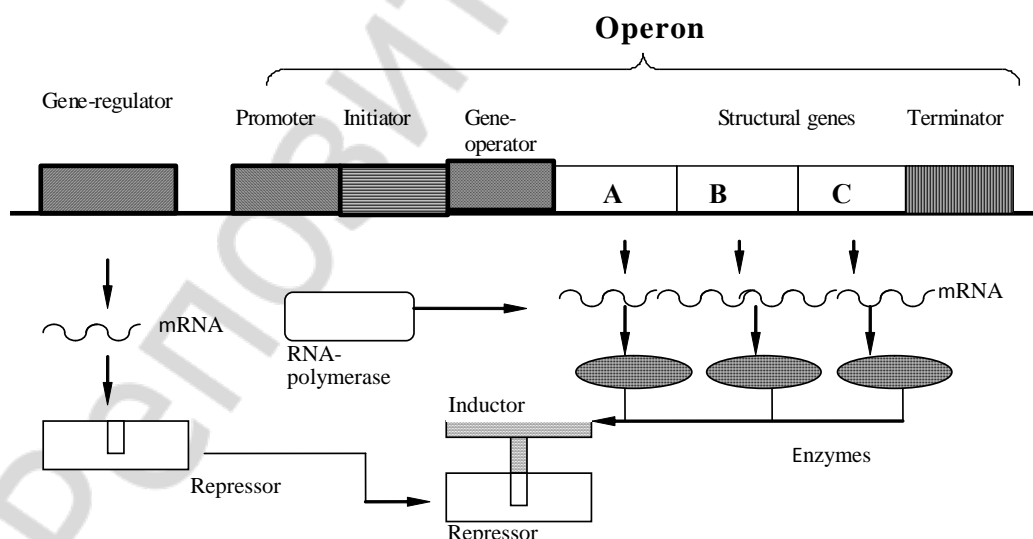 Operon
Gene-regulator
Promoter
Initiator
Gene-
operator
Structural genes
Terminator
A
B
C
mRNA
mRNA
RNA-
polymerase
Inductor
Enzymes
Repressor
Repressor